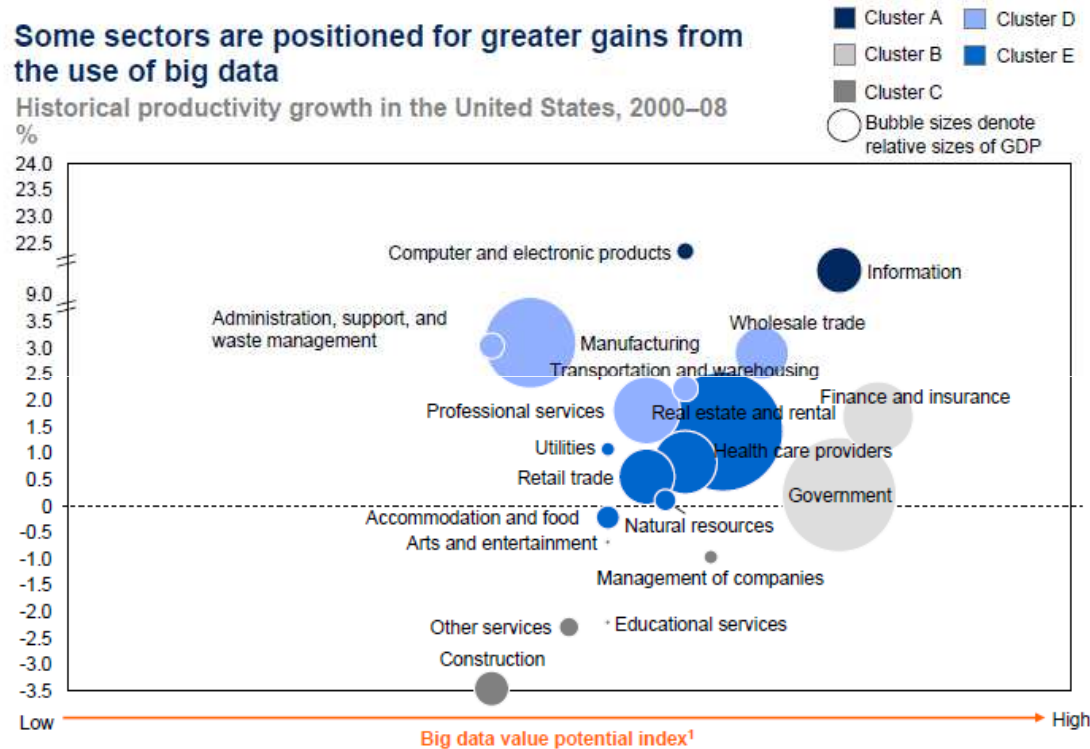 Some sectors are positioned for greater gains from
the use of big data
Historical productivity growth in the United States, 2000–08
%
Cluster A
Cluster D
Cluster B
Cluster E
Cluster C
Bubble sizes denote
relative sizes of GDP
24.0
23.5
23.0
22.5
9.0
3.5
3.0
2.5
2.0
1.5
1.0
0.5
0
-0.5
-1.0
-1.5
-2.0
-2.5
-3.0
-3.5
Computer and electronic products
Information
Administration, support, and
waste management
Wholesale trade
Manufacturing
Transportation and warehousing
Finance and insurance
Professional services
Real estate and rental
Utilities
Health care providers
Retail trade
Government
Accommodation and food
Natural resources
Arts and entertainment
Management of companies
Other services
Educational services
Construction
Low
High
Big data value potential index¹